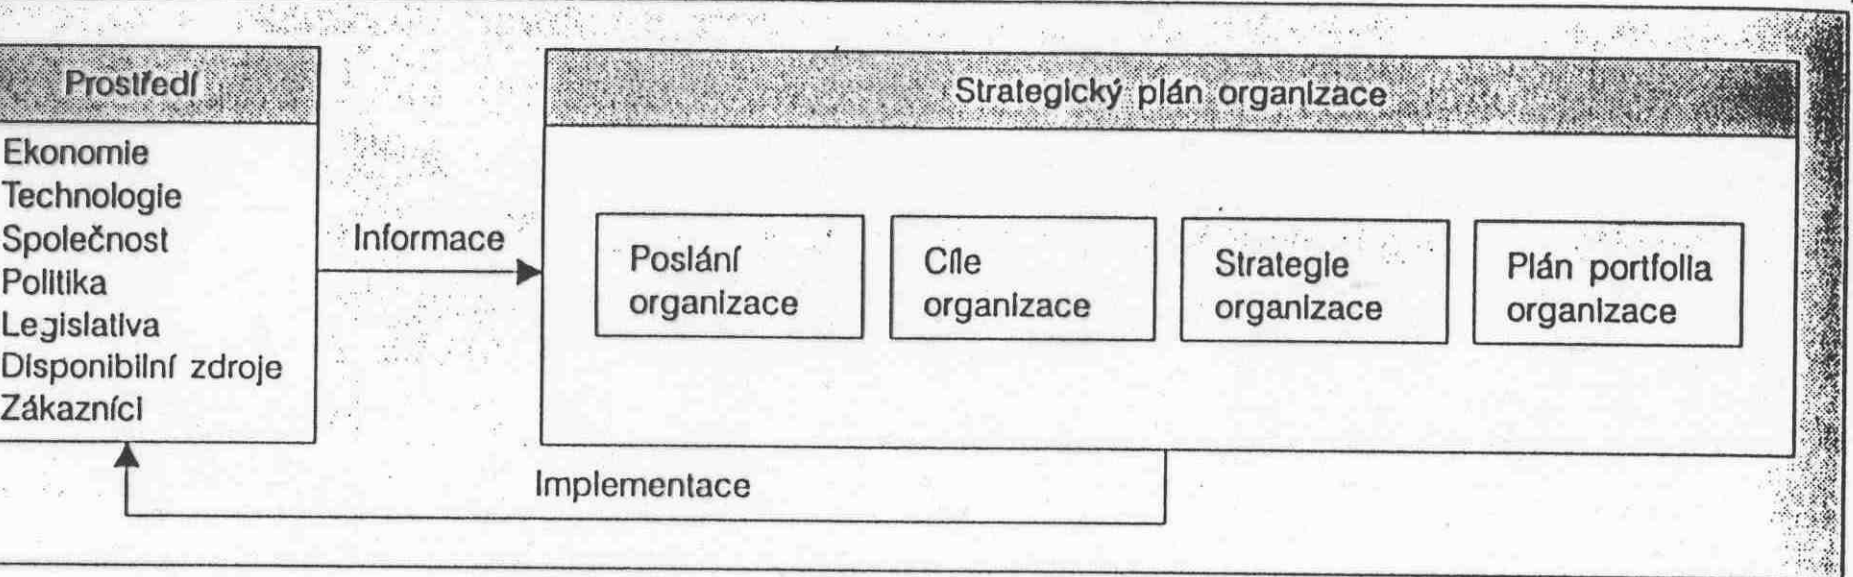 Prostředí
Ekonomie
Technologie
Společnost
Politika
Legislativa
Disponibilní zdroje
Zákazníci
Informace
Strategický plán organizace
Poslání
organizace
Cíle
organizace
Strategie
organizace
Plán portfolia
organizace
Implementace